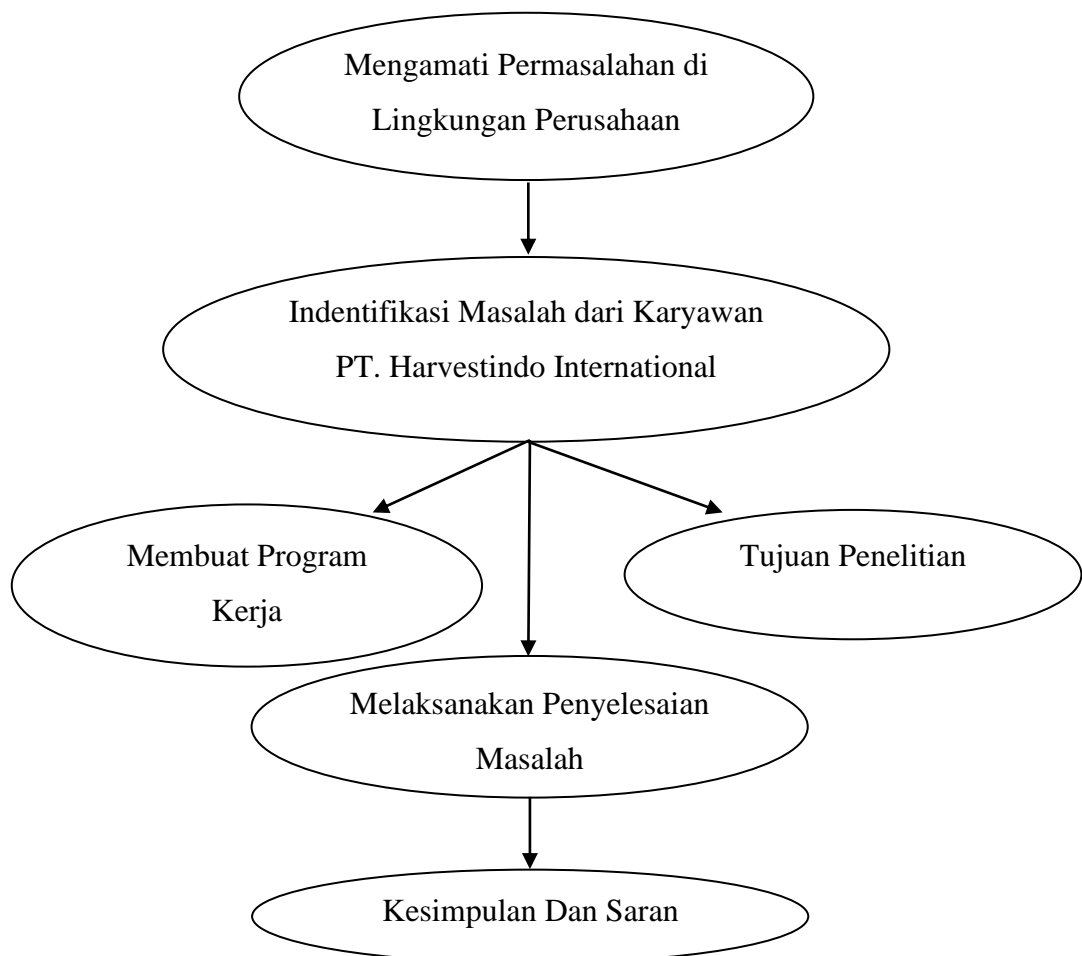 Mengamati Permasalahan di
Lingkungan Perusahaan
Indentifikasi Masalah dari Karyawan
PT. Harvestindo International
Membuat Program
Kerja
Tujuan Penelitian
Melaksanakan Penyelesaian
Masalah
Kesimpulan Dan Saran